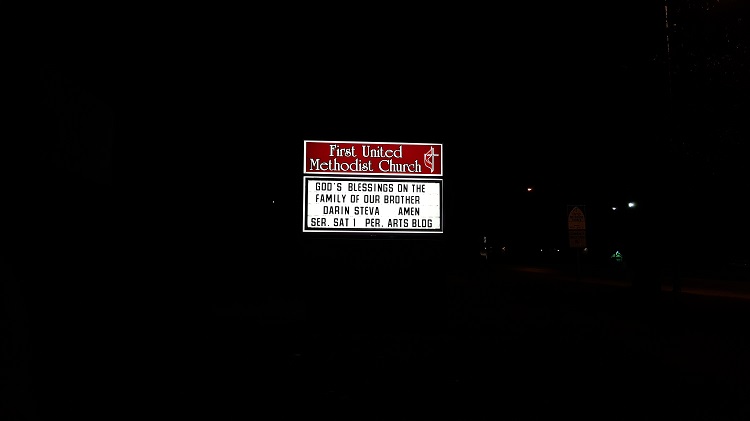 First United
Methodist Church
GOD'S BLESSINGS ON THE
FAMILY OF OUR BROTHER
DARIN STEVA AMEN
SER. SAT 1 PER. ARTS BLDG